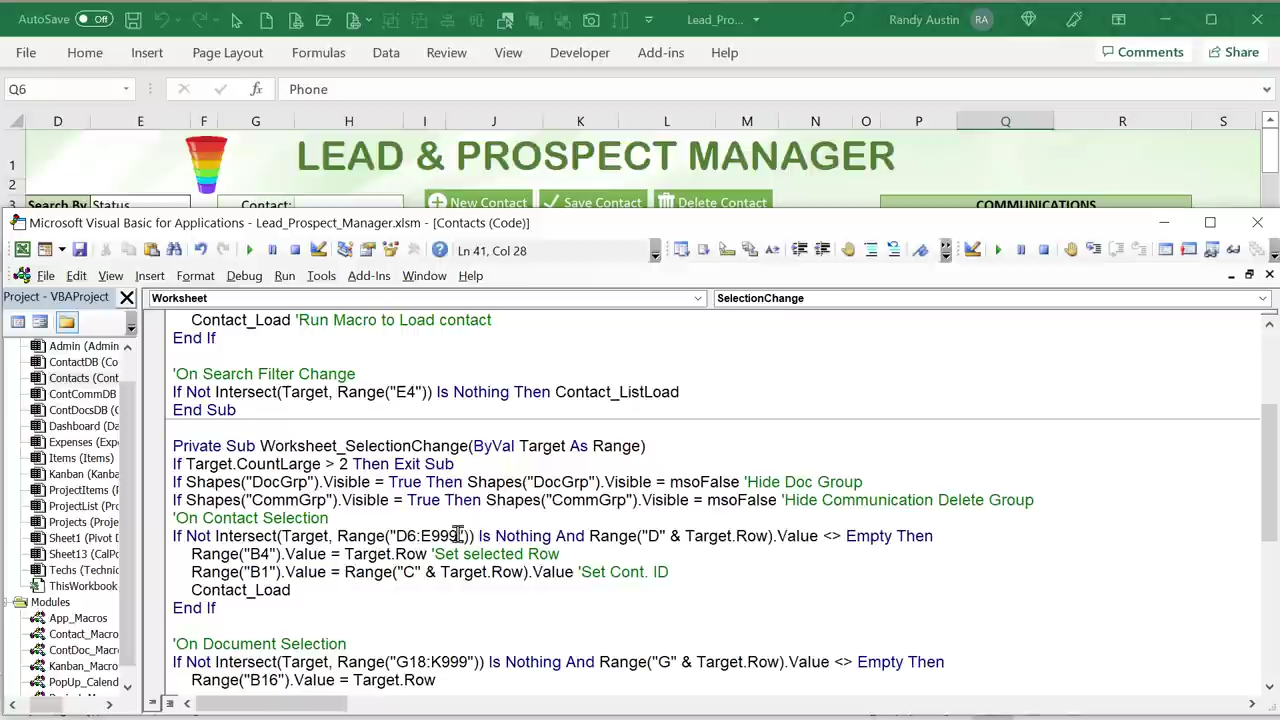 AutoSave Off Lead_Pro... Randy Austin RA
File Home Insert Page Layout Formulas Data Review View Developer Add-ins Help Comments Share
Q6 fx Phone
D E F G H I J K L M N O P Q R S
1 LEAD & PROSPECT MANAGER
2
3 Search By Status Contact: New Contact Save Contact Delete Contact COMMUNICATIONS
Microsoft Visual Basic for Applications - Lead_Prospect_Manager.xlsm - [Contacts (Code)]
Ln 41, Col 28
File Edit View Insert Format Debug Run Tools Add-Ins Window Help
Project - VBAProject
Worksheet SelectionChange
Admin (Admin
ContactDB (Co
Contacts (Cont
ContCommDB
ContDocsDB (C
Dashboard (Da
Expenses (Expe
Items (Items)
Kanban (Kanba
ProjectItems (P
ProjectList (Pro
Projects (Projec
Sheet1 (Pivot D
Sheet13 (CalPo
Techs (Techs)
ThisWorkbook
Modules
App_Macros
Contact_Macro
ContDoc_Macro
Kanban_Macro
PopUp_Calend
Contact_Load 'Run Macro to Load contact
End If
'On Search Filter Change
If Not Intersect(Target, Range("E4")) Is Nothing Then Contact_ListLoad
End Sub
Private Sub Worksheet_SelectionChange(ByVal Target As Range)
If Target.CountLarge > 2 Then Exit Sub
If Shapes("DocGrp").Visible = True Then Shapes("DocGrp").Visible = msoFalse 'Hide Doc Group
If Shapes("CommGrp").Visible = True Then Shapes("CommGrp").Visible = msoFalse 'Hide Communication Delete Group
'On Contact Selection
If Not Intersect(Target, Range("D6:E999")) Is Nothing And Range("D" & Target.Row).Value <> Empty Then
Range("B4").Value = Target.Row 'Set selected Row
Range("B1").Value = Range("C" & Target.Row).Value 'Set Cont. ID
Contact_Load
End If
'On Document Selection
If Not Intersect(Target, Range("G18:K999")) Is Nothing And Range("G" & Target.Row).Value <> Empty Then
Range("B16").Value = Target.Row